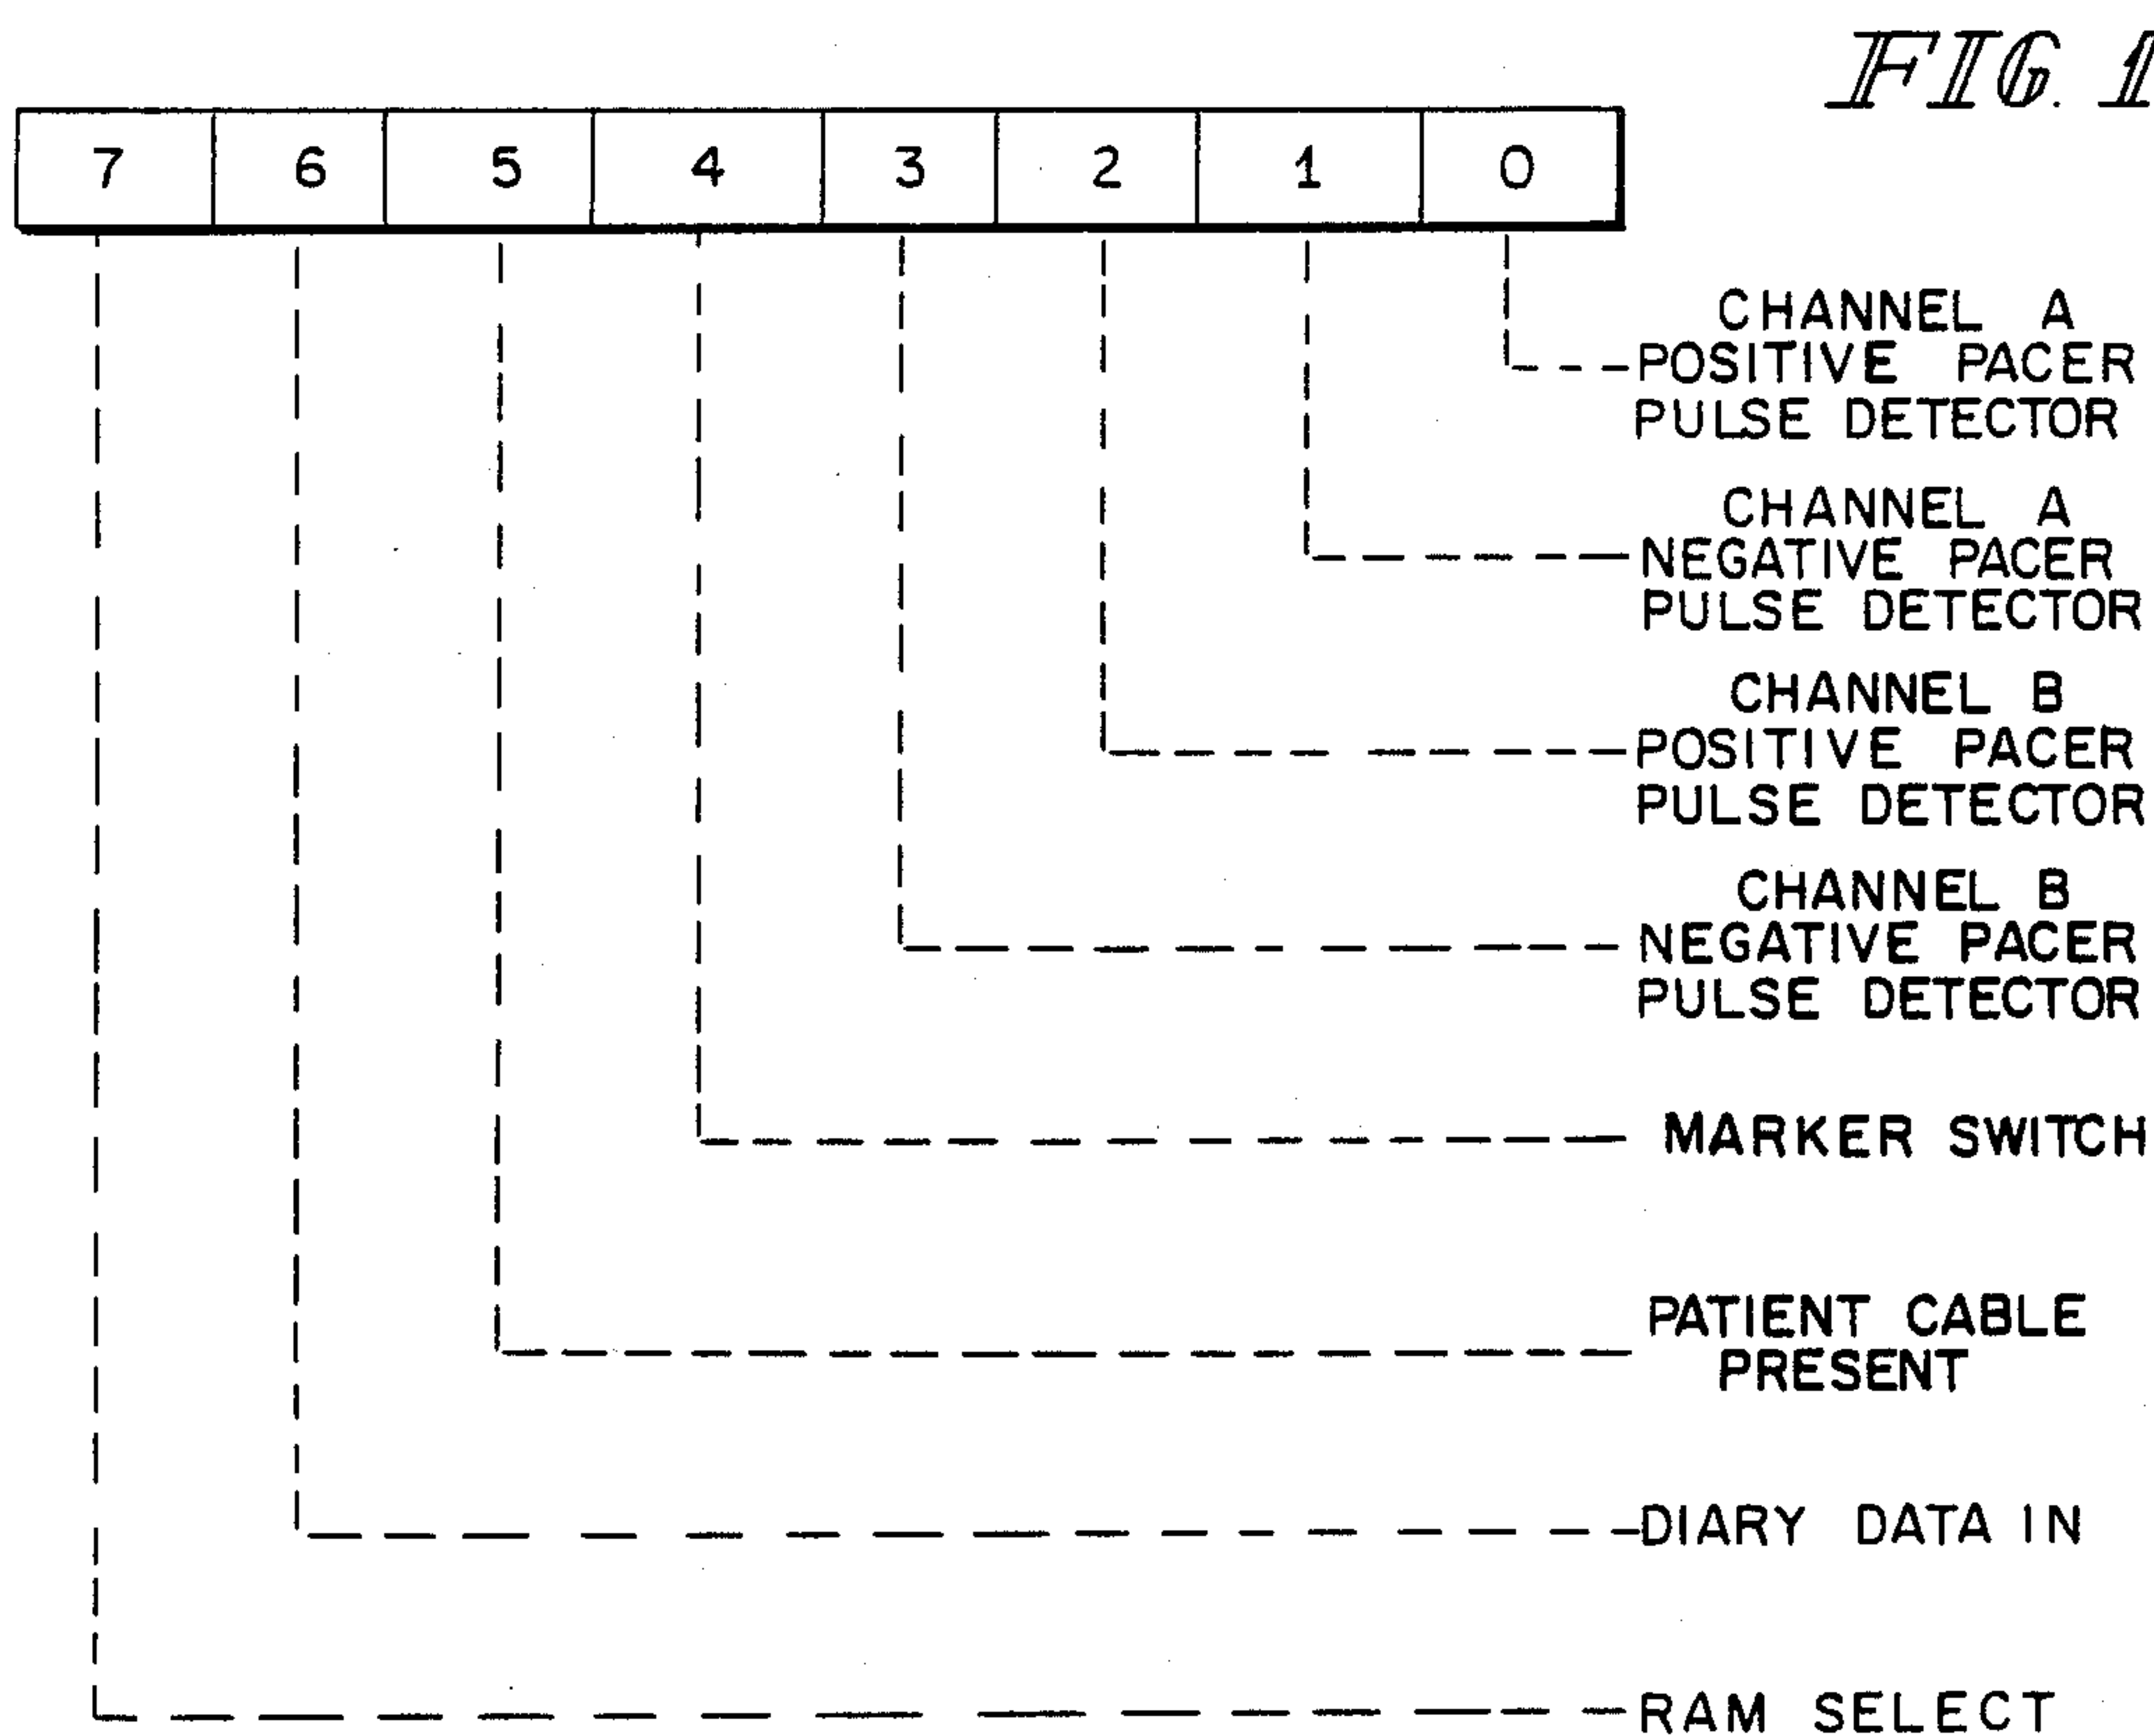 FIG. 1
7 6 5 4 3 2 1 0
CHANNEL A
POSITIVE PACER
PULSE DETECTOR
CHANNEL A
NEGATIVE PACER
PULSE DETECTOR
CHANNEL B
POSITIVE PACER
PULSE DETECTOR
CHANNEL B
NEGATIVE PACER
PULSE DETECTOR
MARKER SWITCH
PATIENT CABLE
PRESENT
DIARY DATA IN
RAM SELECT